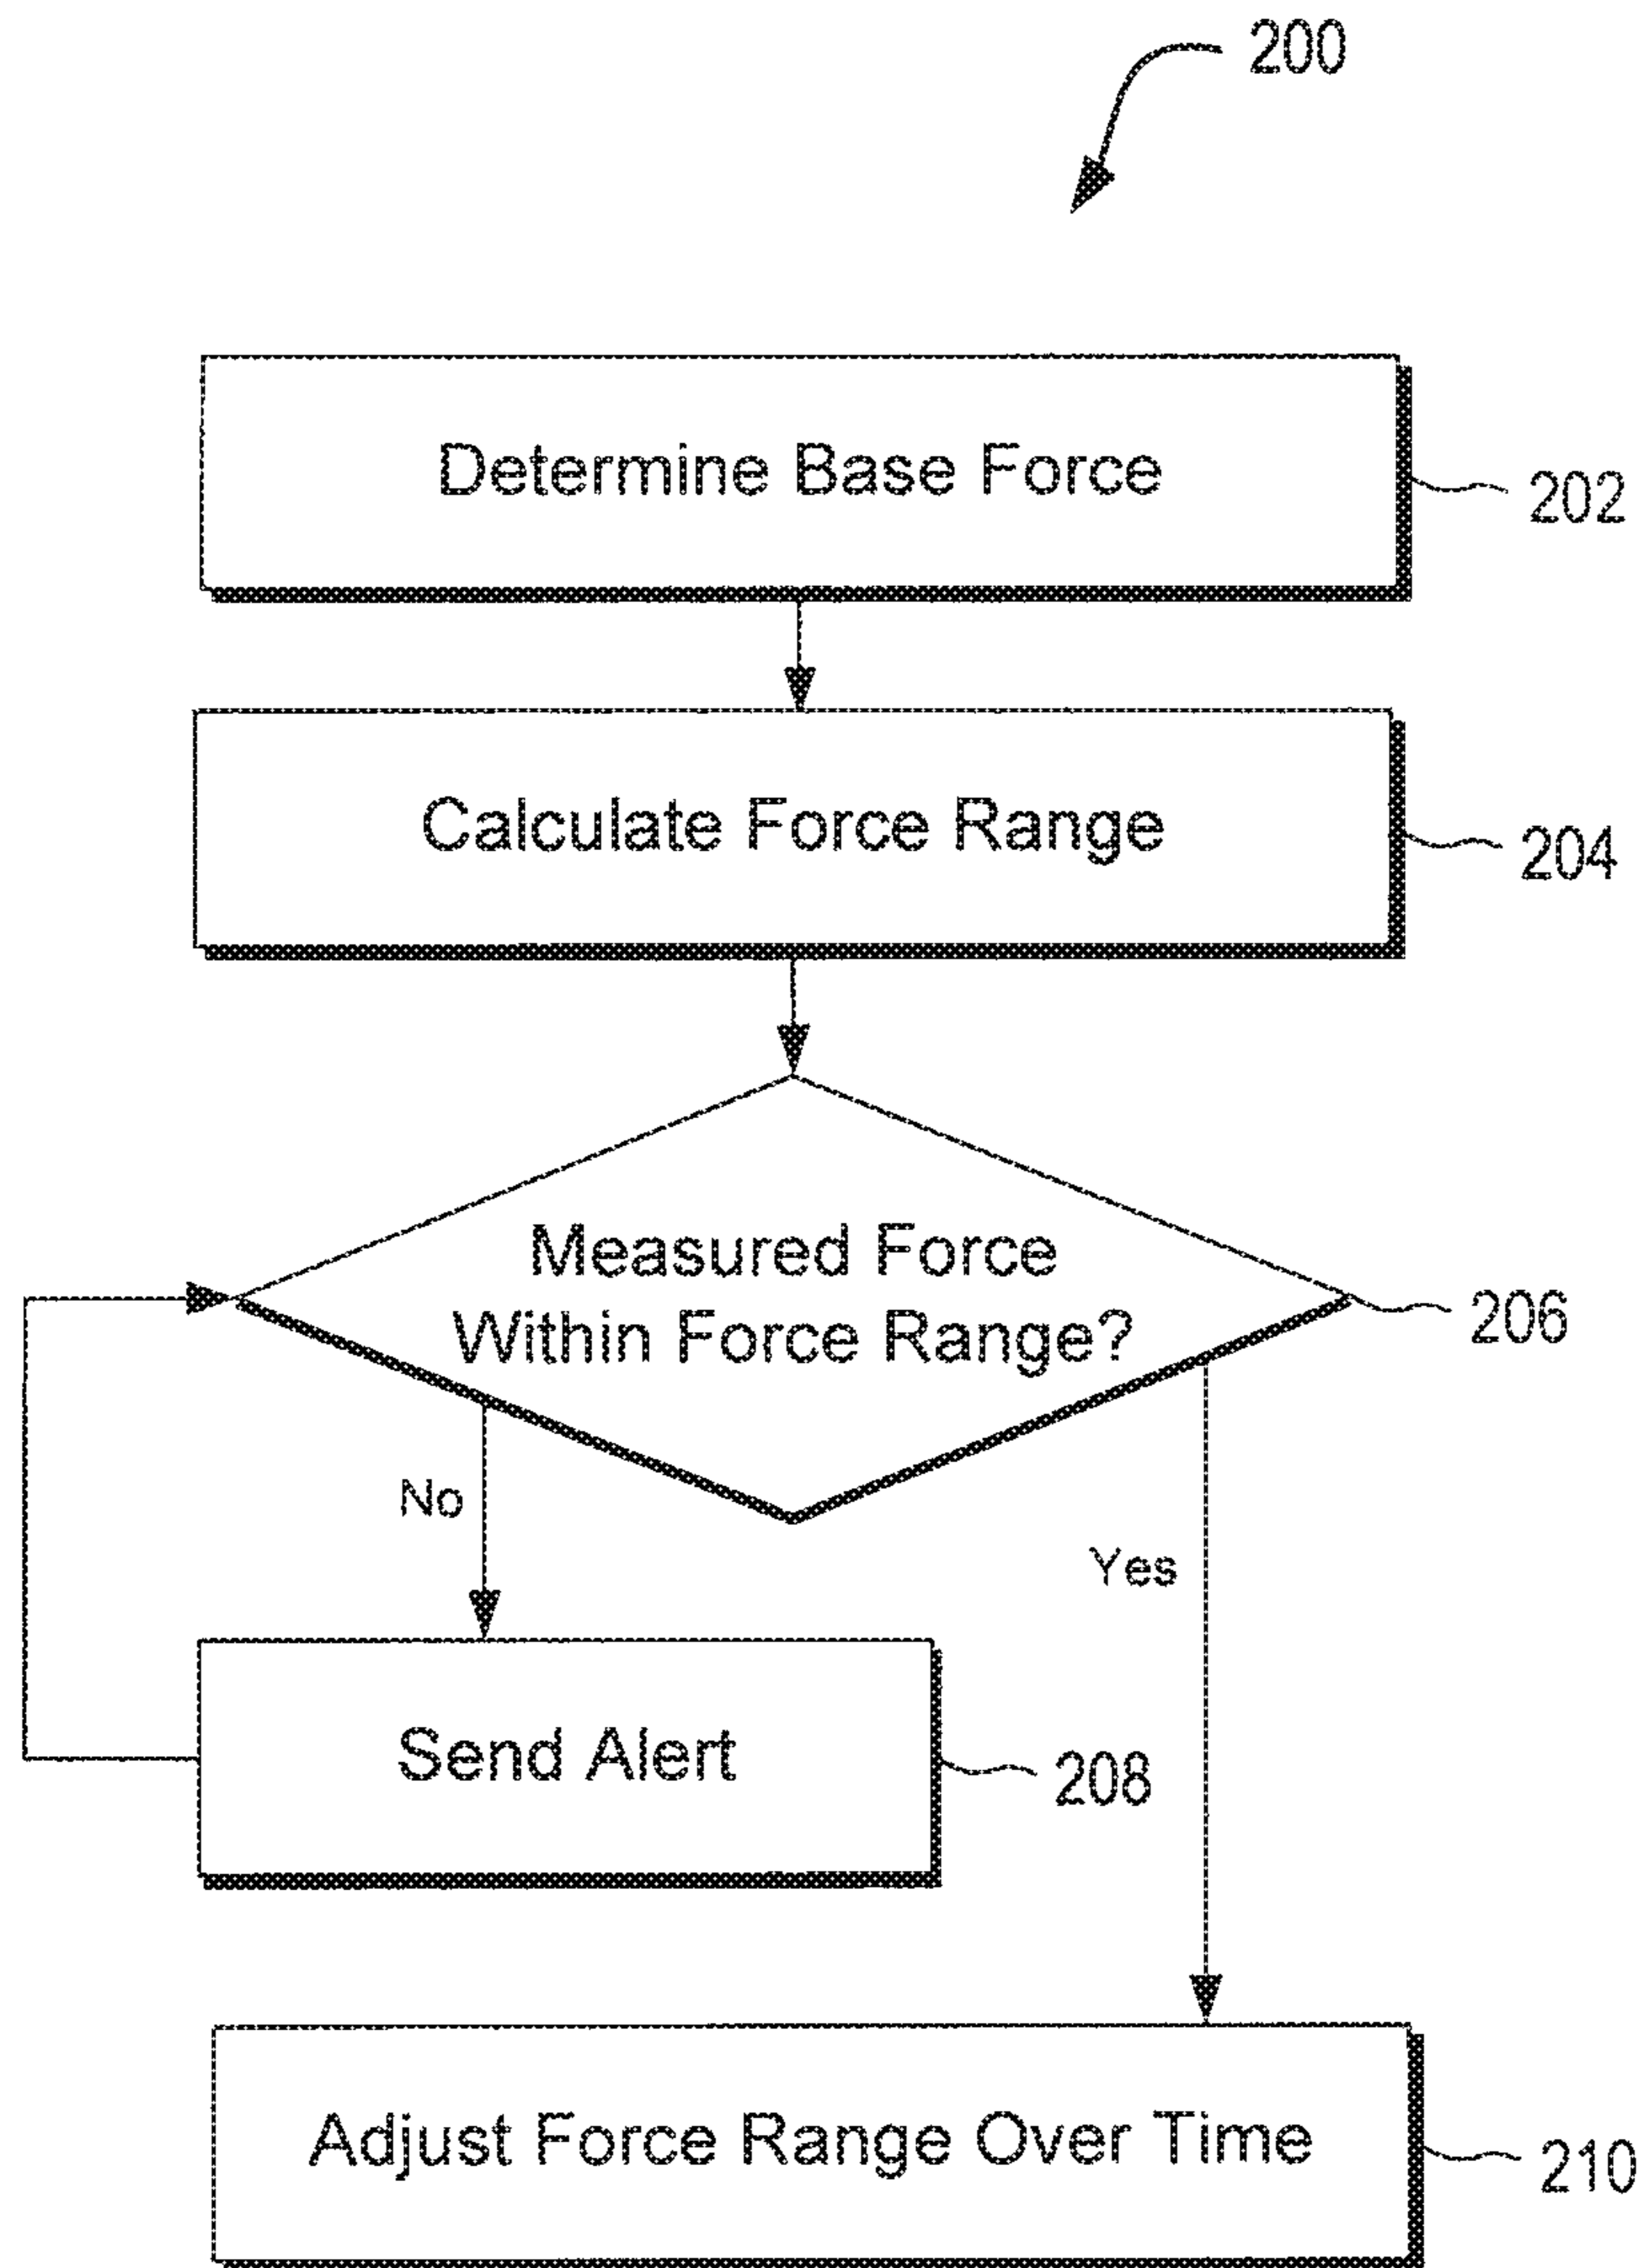 200
Determine Base Force
202
Calculate Force Range
204
Measured Force
Within Force Range?
206
No
Yes
Send Alert
208
Adjust Force Range Over Time
210